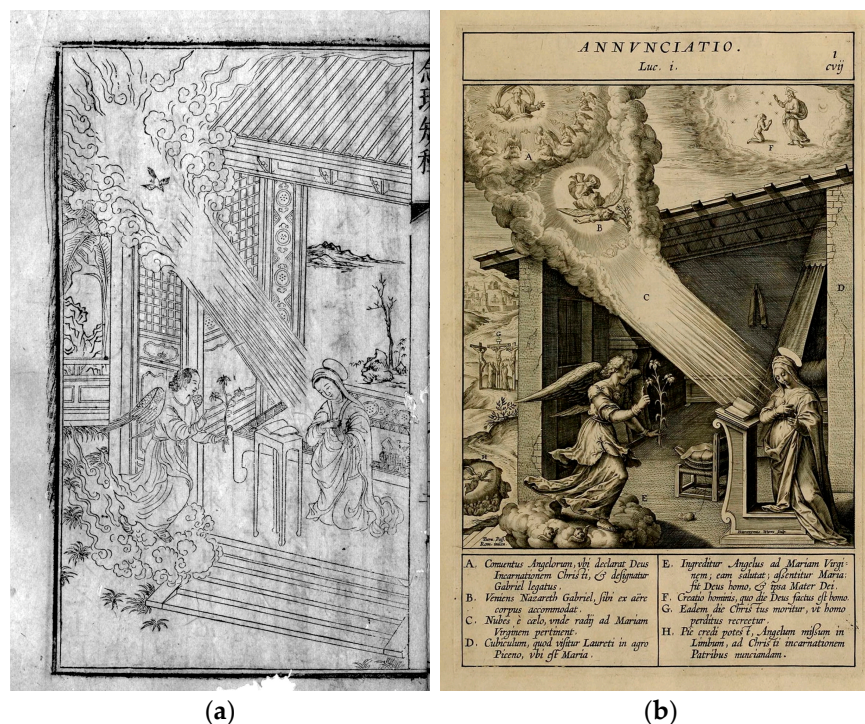 ANNVNCIATIO.
Luc. i.
1
cvij
A
F
B
C
D
G
H
E
A. Conuentus Angelorum, vbi declarat Deus
Incarnationem Christi, & designatur
Gabriel legatus.
B. Veniens Nazareth Gabriel, sibi ex aëre
corpus accommodat.
C. Nubes è cælo, vnde radij ad Mariam
Virginem pertinent.
D. Cubiculum, quod visitur Laureti in agro
Piceno, vbi est Maria.
E. Ingreditur Angelus ad Mariam Virgi-
nem; eam salutat; assentitur Maria:
fit Deus homo, & ipsa Mater Dei.
F. Creatio hominis, quo die Deus factus est homo.
G. Eadem die Christus moritur, vt homo
perditus recreetur.
H. Pie credi potest, Angelum missum in
Limbum, ad Christi incarnationem
Patribus nunciandam.
(a)
(b)